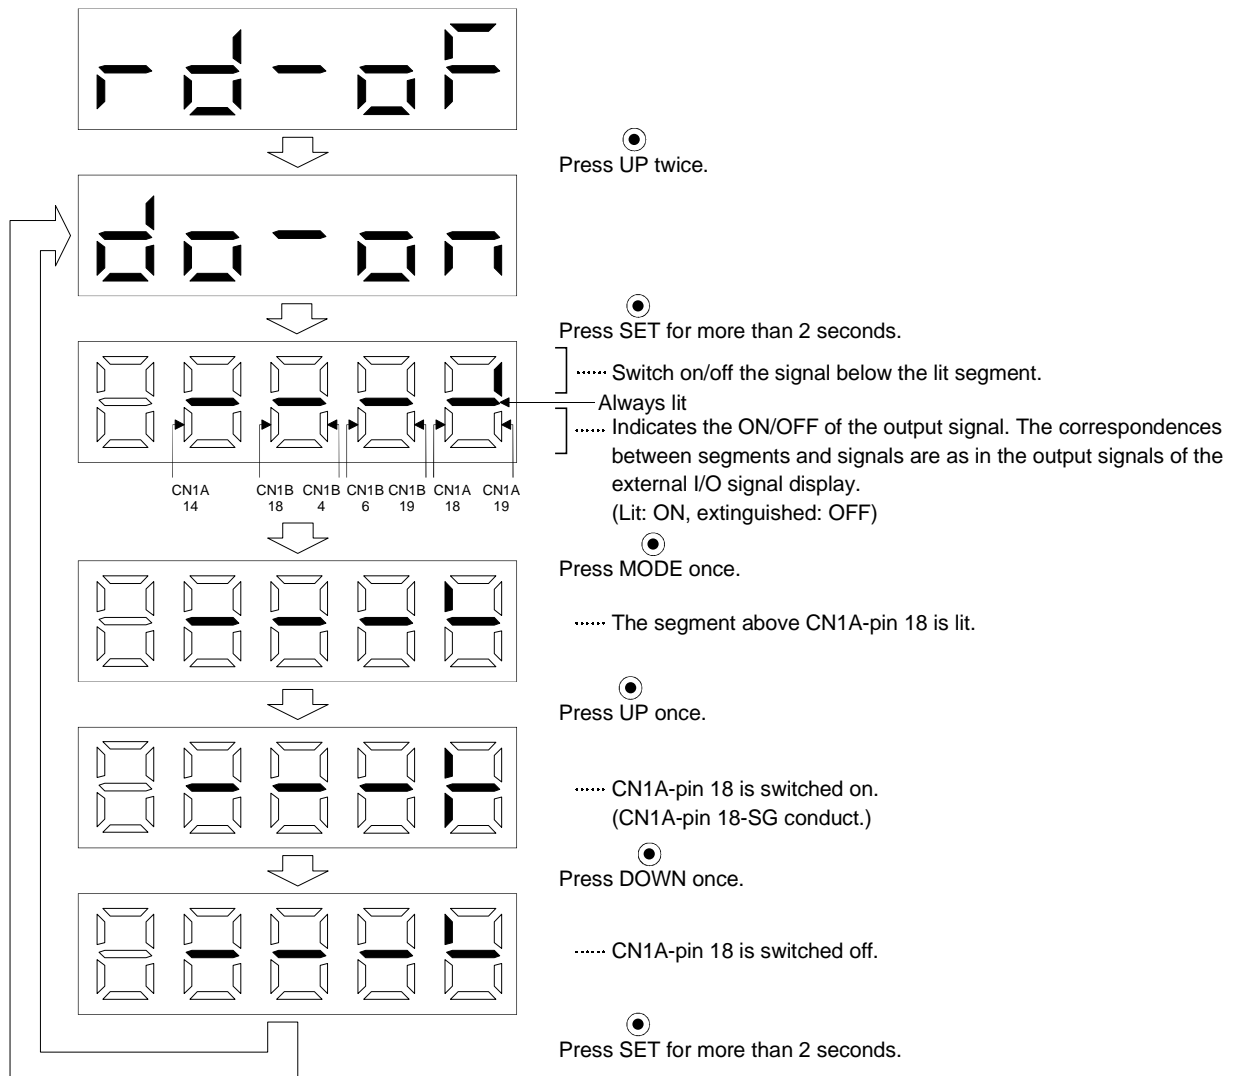 rd-oF
Press UP twice.
do-on
Press SET for more than 2 seconds.
······ Switch on/off the signal below the lit segment.
Always lit
······ Indicates the ON/OFF of the output signal. The correspondences
between segments and signals are as in the output signals of the
external I/O signal display.
(Lit: ON, extinguished: OFF)
CN1A CN1B CN1B CN1B CN1B CN1A CN1A
14 18 4 6 19 18 19
Press MODE once.
······ The segment above CN1A-pin 18 is lit.
Press UP once.
······ CN1A-pin 18 is switched on.
(CN1A-pin 18-SG conduct.)
Press DOWN once.
······ CN1A-pin 18 is switched off.
Press SET for more than 2 seconds.